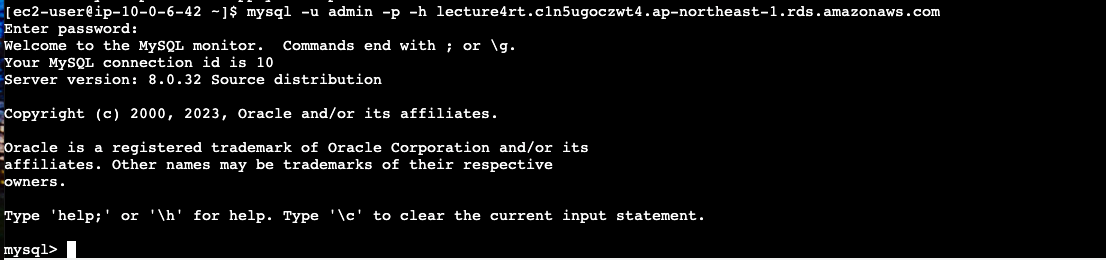 [ec2-user@ip-10-0-6-42 ~]$ mysql -u admin -p -h lecture4rt.c1n5ugoczwt4.ap-northeast-1.rds.amazonaws.com
Enter password:
Welcome to the MySQL monitor.  Commands end with ; or \g.
Your MySQL connection id is 10
Server version: 8.0.32 Source distribution

Copyright (c) 2000, 2023, Oracle and/or its affiliates.

Oracle is a registered trademark of Oracle Corporation and/or its
affiliates. Other names may be trademarks of their respective
owners.

Type 'help;' or '\h' for help. Type '\c' to clear the current input statement.

mysql>